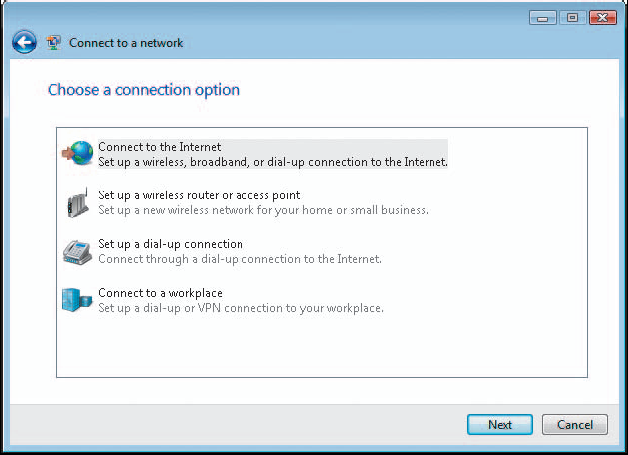 Connect to a network
Choose a connection option
Connect to the Internet
Set up a wireless, broadband, or dial-up connection to the Internet.
Set up a wireless router or access point
Set up a new wireless network for your home or small business.
Set up a dial-up connection
Connect through a dial-up connection to the Internet.
Connect to a workplace
Set up a dial-up or VPN connection to your workplace.
Next
Cancel